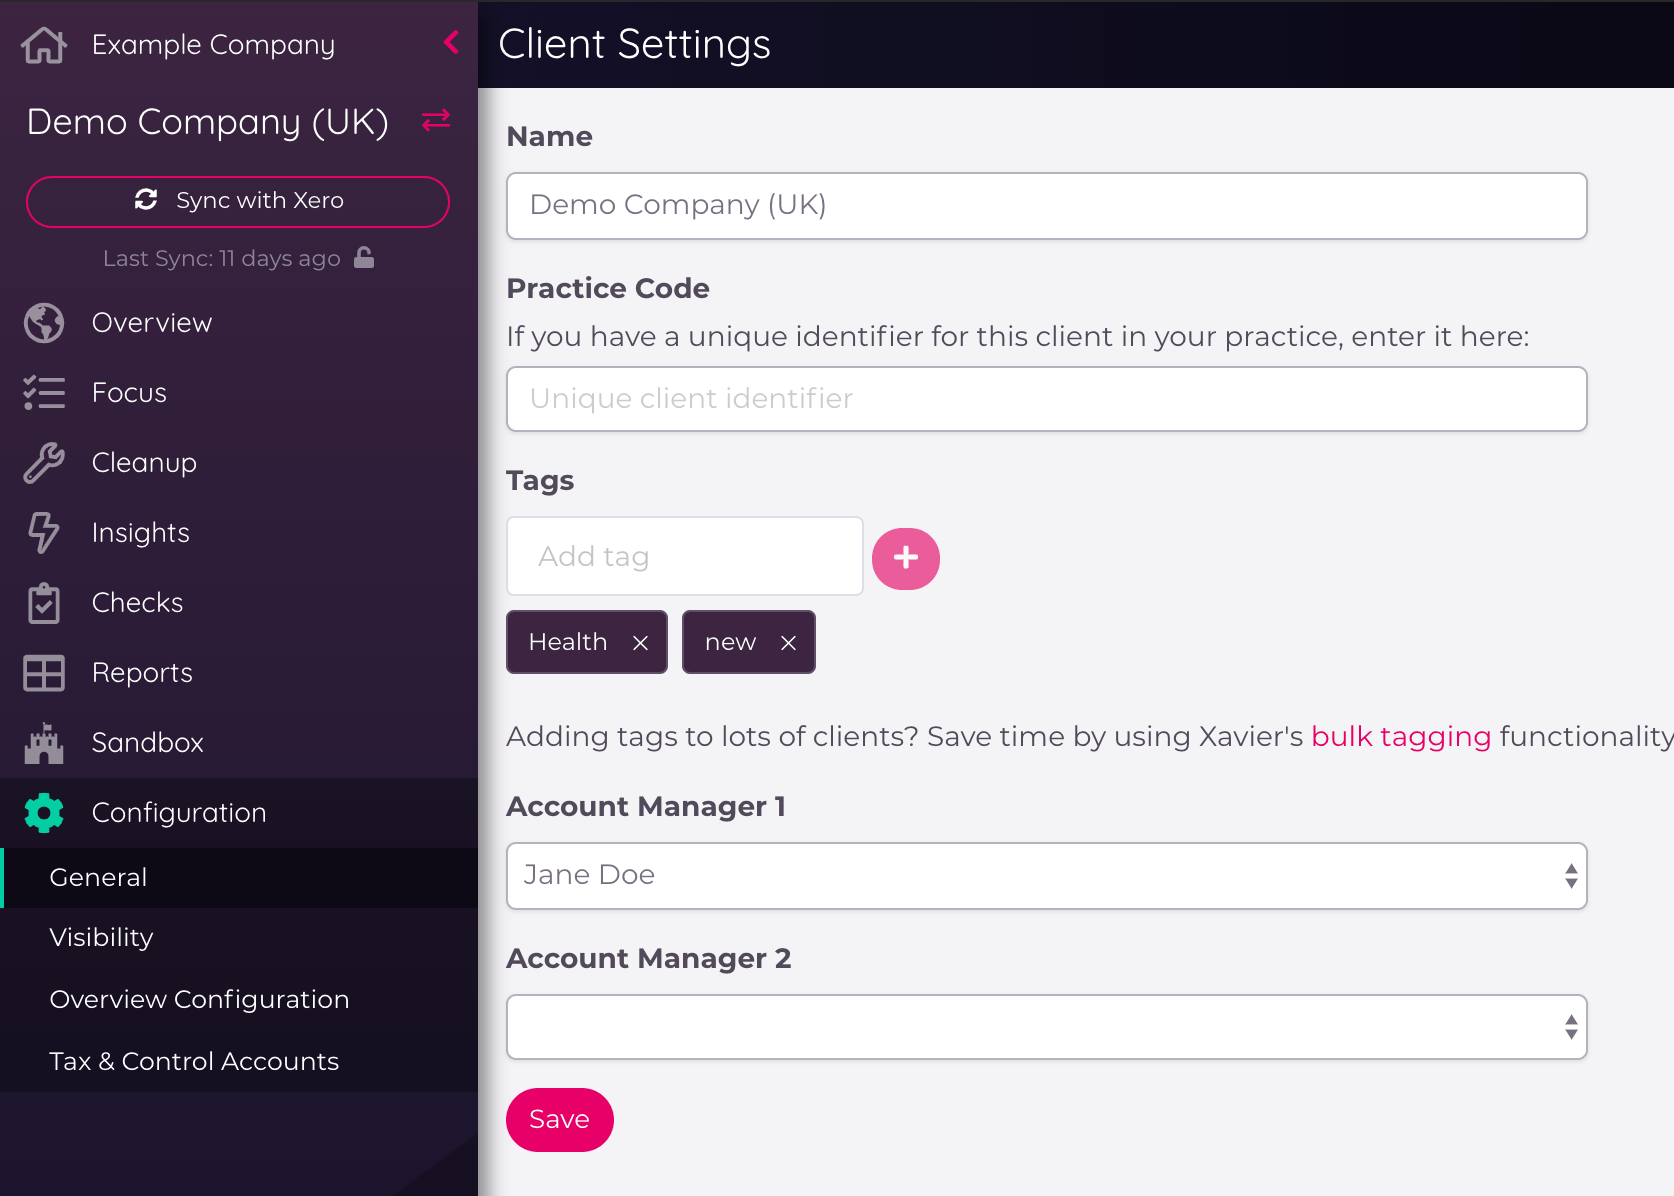 Example Company
Demo Company (UK)
Sync with Xero
Last Sync: 11 days ago
Overview
Focus
Cleanup
Insights
Checks
Reports
Sandbox
Configuration
General
Visibility
Overview Configuration
Tax & Control Accounts
Client Settings
Name
Demo Company (UK)
Practice Code
If you have a unique identifier for this client in your practice, enter it here:
Unique client identifier
Tags
Add tag
Health
new
Adding tags to lots of clients? Save time by using Xavier's bulk tagging functionality
Account Manager 1
Jane Doe
Account Manager 2
Save